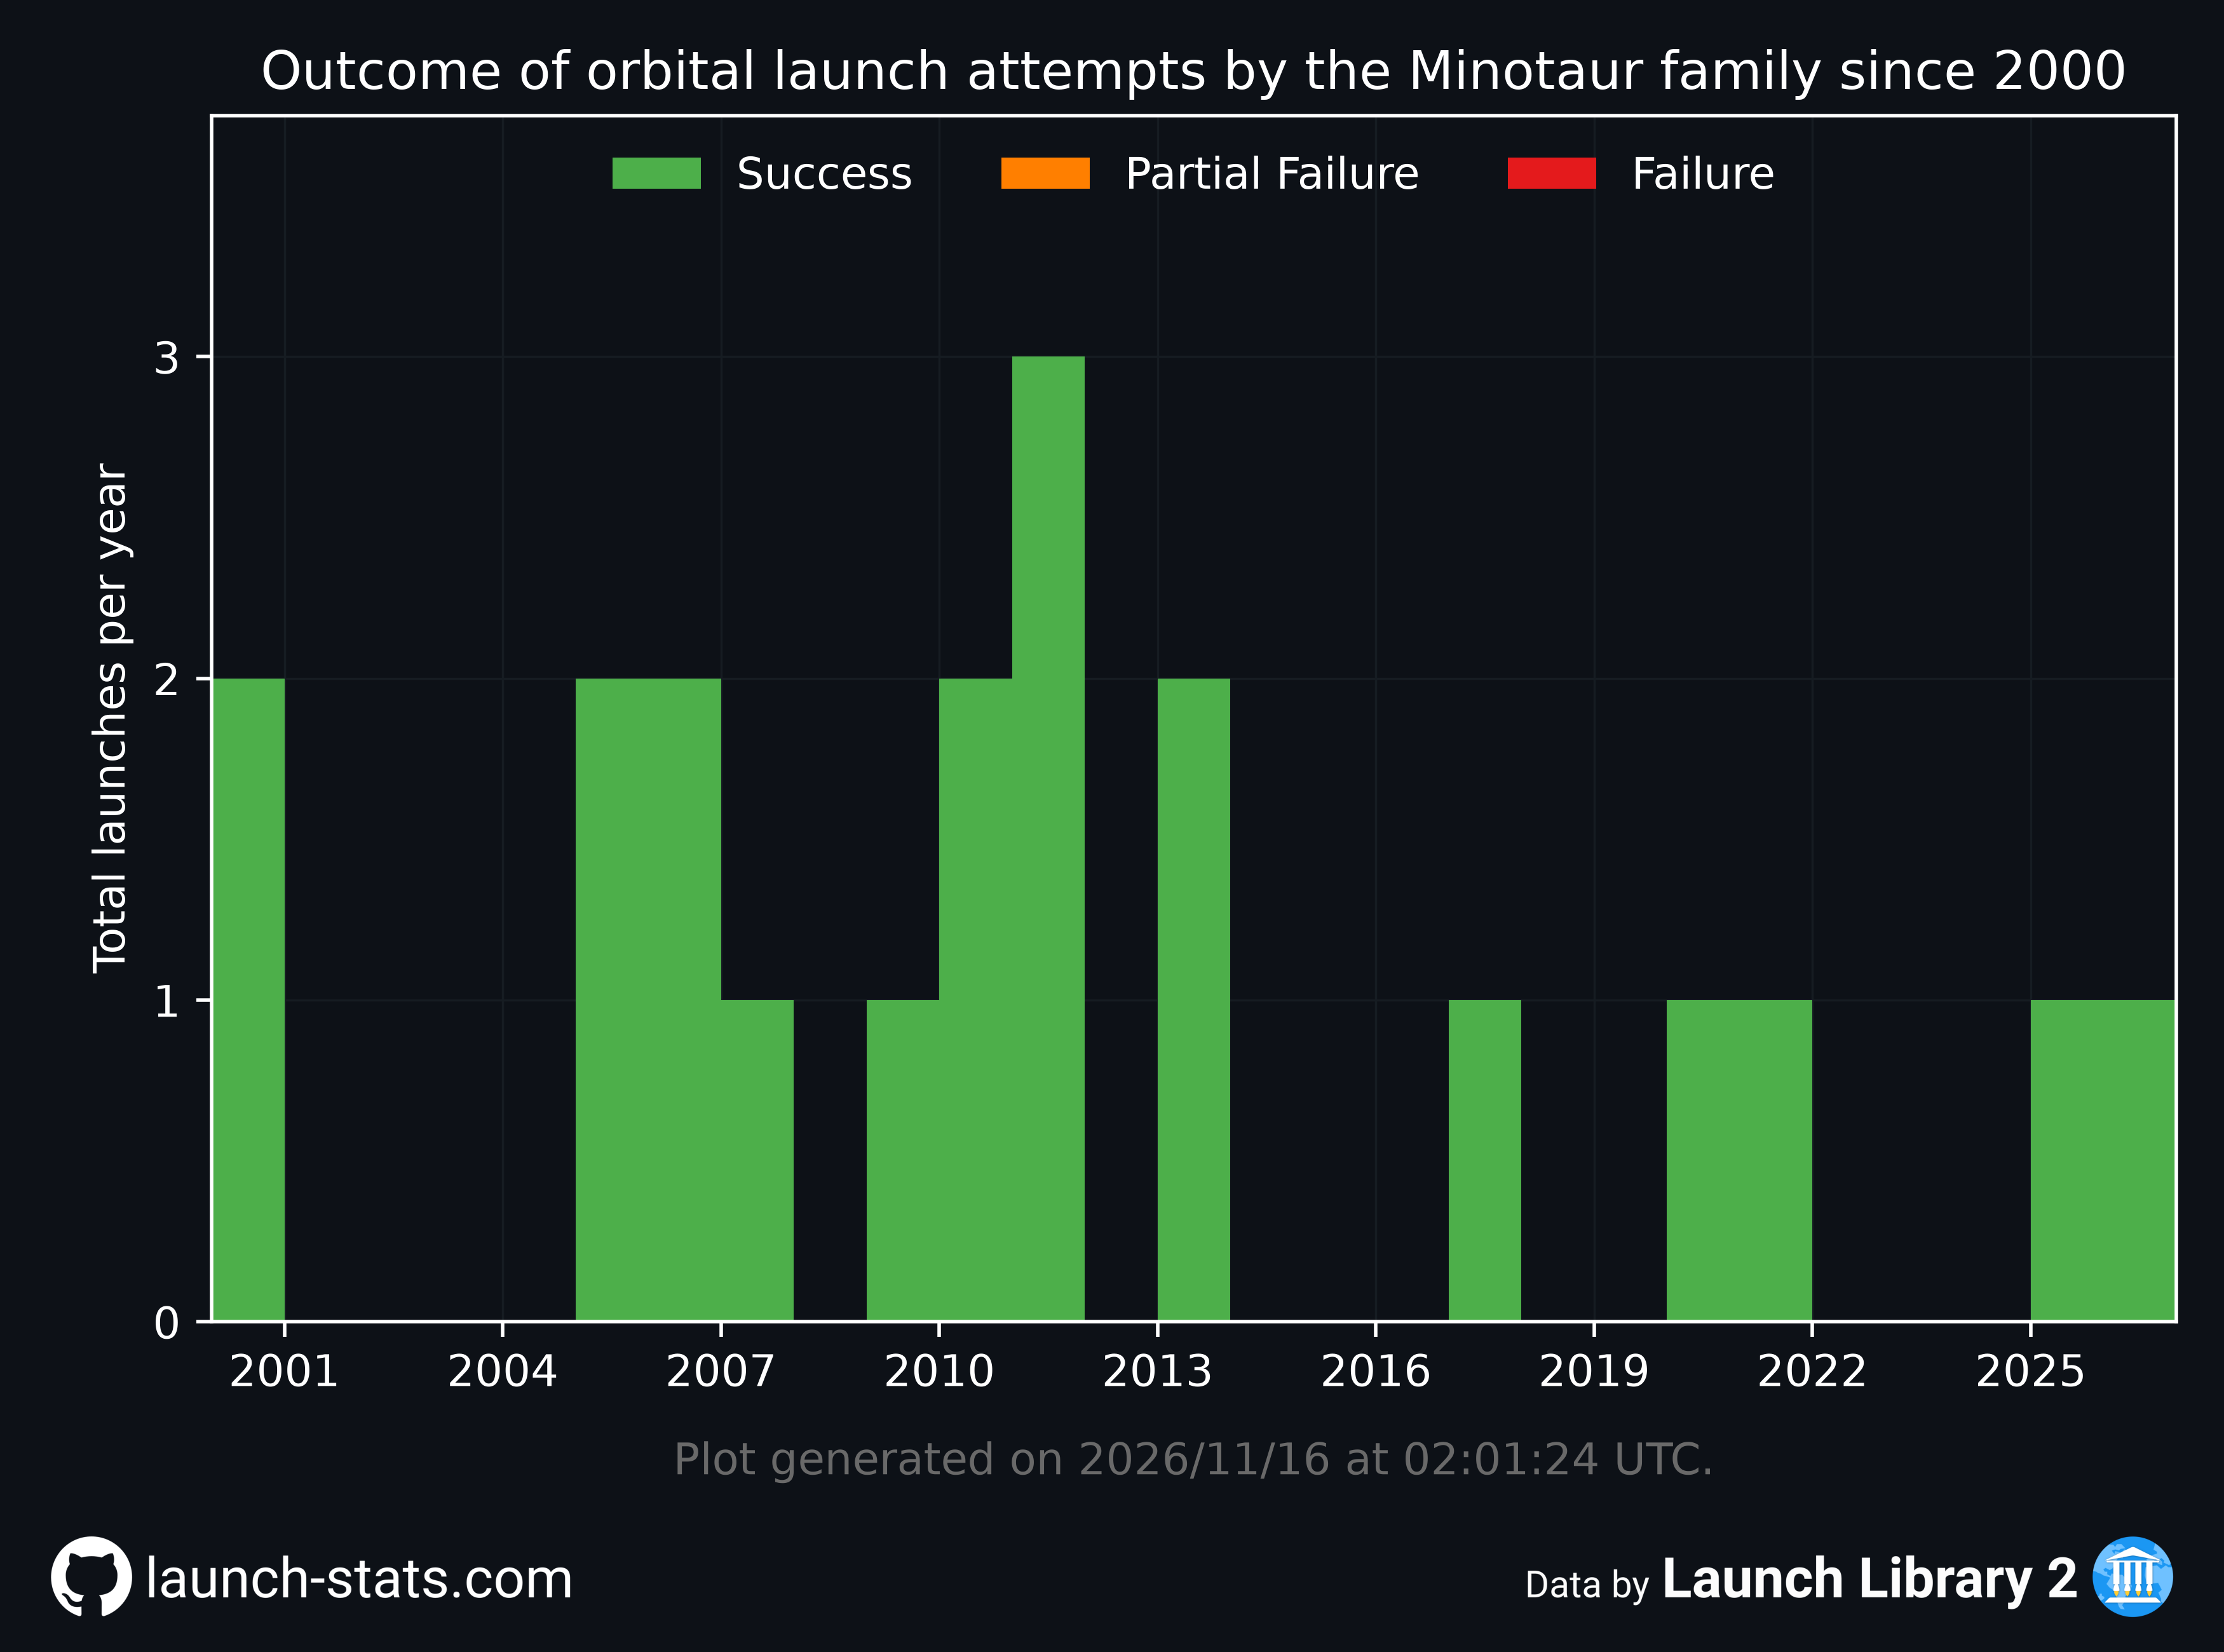 Outcome of orbital launch attempts by the Minotaur family since 2000
Success Partial Failure Failure
Total launches per year
3
2
1
0
2001 2004 2007 2010 2013 2016 2019 2022 2025
Plot generated on 2026/11/16 at 02:01:24 UTC.
launch-stats.com
Data by Launch Library 2